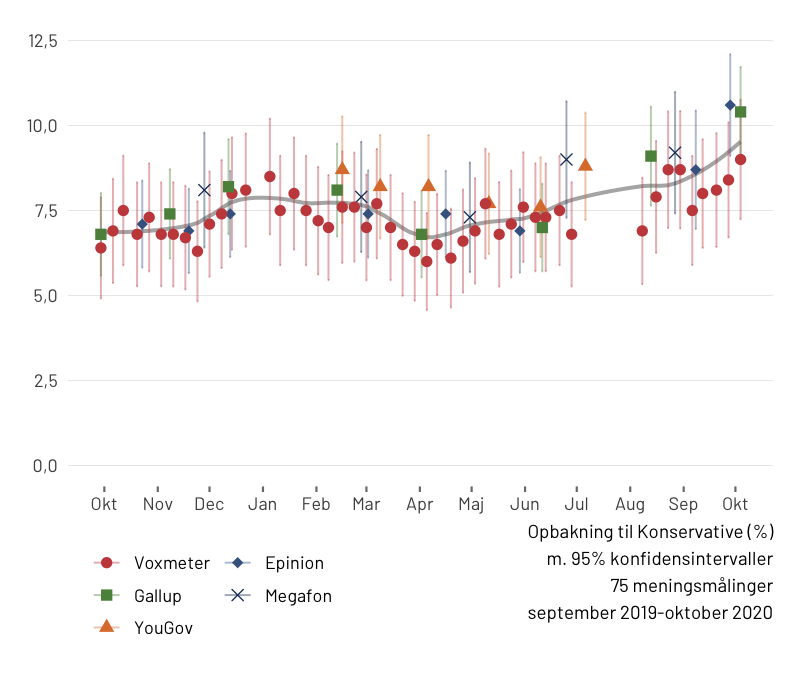 12,5
10,0
7,5
5,0
2,5
0,0
Okt Nov Dec Jan Feb Mar Apr Maj Jun Jul Aug Sep Okt
Opbakning til Konservative (%)
m. 95% konfidensintervaller
75 meningsmålinger
september 2019-oktober 2020
Voxmeter Epinion
Gallup Megafon
YouGov